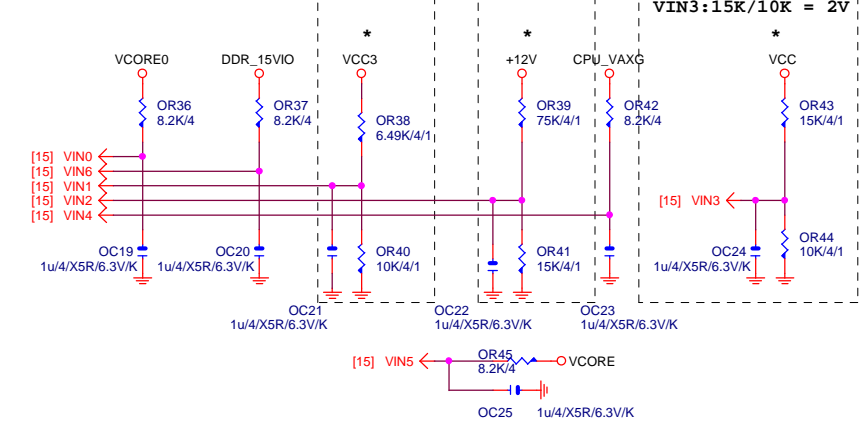 VIN3:15K/10K = 2V
* * *
VCORE0 DDR_15VIO VCC3 +12V CPU_VAXG VCC
OR36 OR37 OR38 OR39 OR42 OR43
8.2K/4 8.2K/4 6.49K/4/1 75K/4/1 8.2K/4 15K/4/1
[15] VIN0
[15] VIN6
[15] VIN1
[15] VIN2 [15] VIN3
[15] VIN4
OC19 OC20 OR40 OR41 OC24 OR44
1u/4/X5R/6.3V/K 1u/4/X5R/6.3V/K 10K/4/1 15K/4/1 1u/4/X5R/6.3V/K 10K/4/1
OC21 OC22 OC23
1u/4/X5R/6.3V/K 1u/4/X5R/6.3V/K 1u/4/X5R/6.3V/K
[15] VIN5 OR45 VCORE
8.2K/4
OC25 1u/4/X5R/6.3V/K